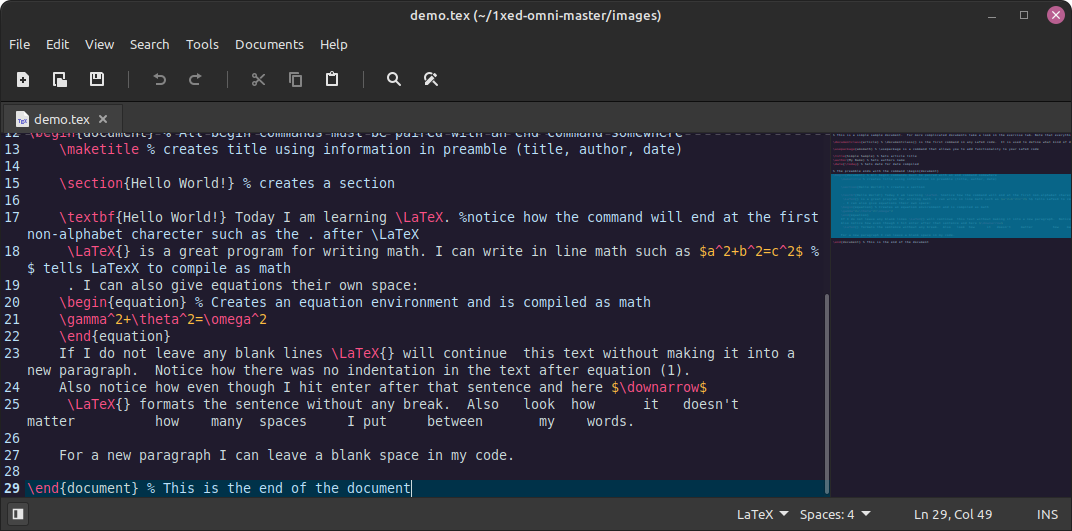 demo.tex (~/1xed-omni-master/images)
File Edit View Search Tools Documents Help
demo.tex
12 \begin{document} % All begin commands must be paired with an end command somewhere
13 \maketitle % creates title using information in preamble (title, author, date)
14
15 \section{Hello World!} % creates a section
16
17 \textbf{Hello World!} Today I am learning \LaTeX. %notice how the command will end at the first
non-alphabet charecter such as the . after \LaTeX
18 \LaTeX{} is a great program for writing math. I can write in line math such as $a^2+b^2=c^2$ %
$ tells LaTexX to compile as math
19 . I can also give equations their own space:
20 \begin{equation} % Creates an equation environment and is compiled as math
21 \gamma^2+\theta^2=\omega^2
22 \end{equation}
23 If I do not leave any blank lines \LaTeX{} will continue  this text without making it into a
new paragraph.  Notice how there was no indentation in the text after equation (1).
24 Also notice how even though I hit enter after that sentence and here $\downarrow$
25 \LaTeX{} formats the sentence without any break.  Also   look  how      it   doesn't
matter          how    many  spaces     I put     between       my    words.
26
27 For a new paragraph I can leave a blank space in my code.
28
29 \end{document} % This is the end of the document
LaTeX Spaces: 4 Ln 29, Col 49 INS